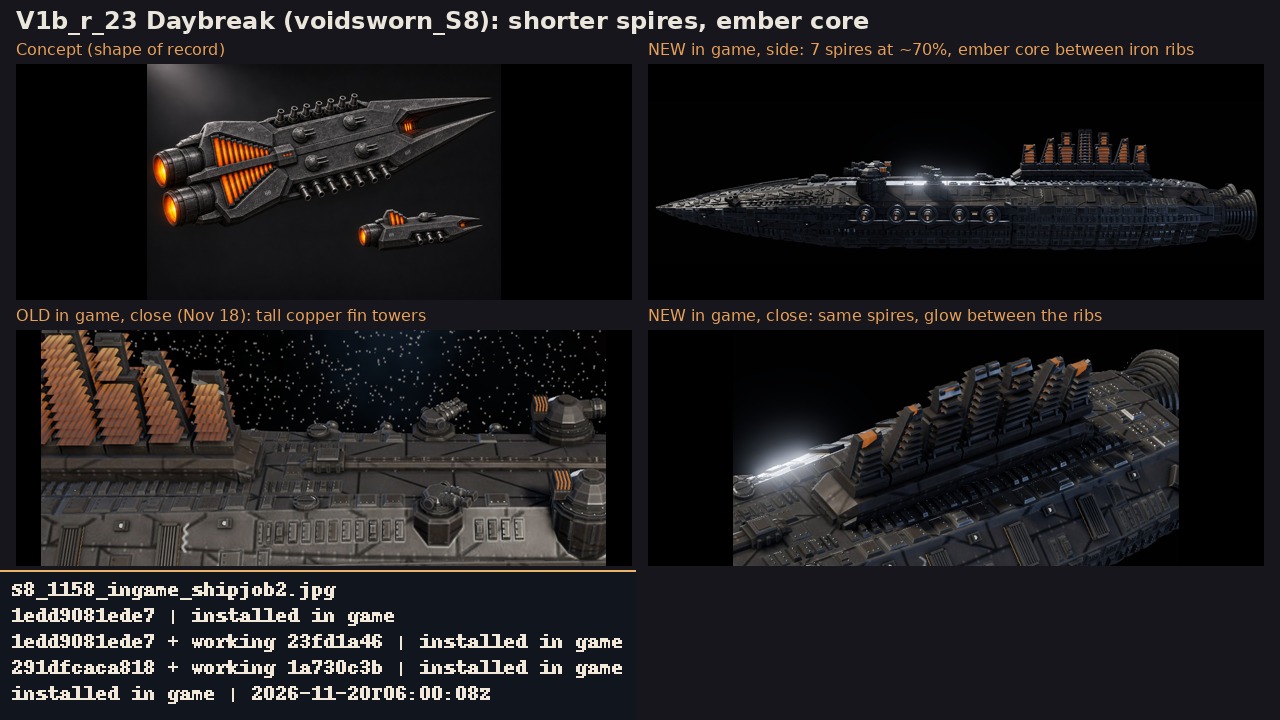 V1b_r_23 Daybreak (voidsworn_S8): shorter spires, ember core
Concept (shape of record)
NEW in game, side: 7 spires at ~70%, ember core between iron ribs
OLD in game, close (Nov 18): tall copper fin towers
NEW in game, close: same spires, glow between the ribs
S8_1158_ingame_shipjob2.jpg
1edd9081ede7 | installed in game
1edd9081ede7 + working 23fd1a46 | installed in game
291dfcaca818 + working 1a730c3b | installed in game
installed in game | 2026-11-20T06:00:08Z